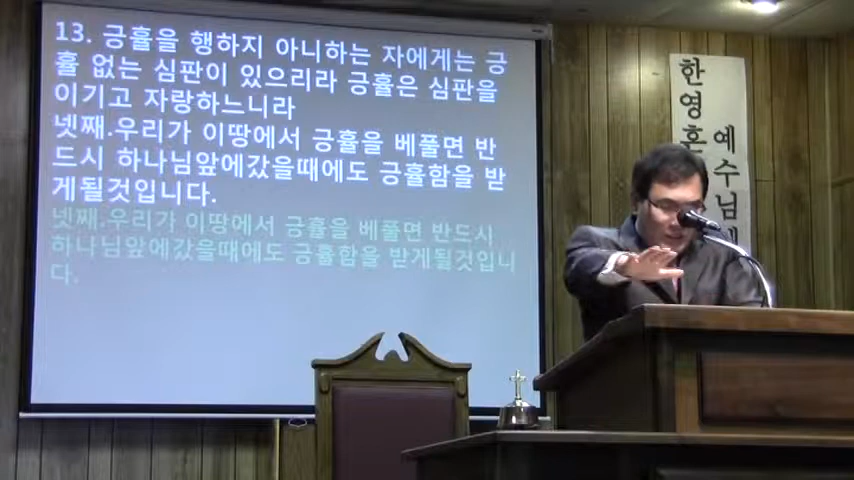 13. 긍휼을 행하지 아니하는 자에게는 긍
휼 없는 심판이 있으리라 긍휼은 심판을
이기고 자랑하느니라
넷째.우리가 이땅에서 긍휼을 베풀면 반
드시 하나님앞에갔을때에도 긍휼함을 받
게될것입니다.
넷째.우리가 이땅에서 긍휼을 베풀면 반드시
하나님앞에갔을때에도 긍휼함을 받게될것입니
다.
한영혼
예수님께